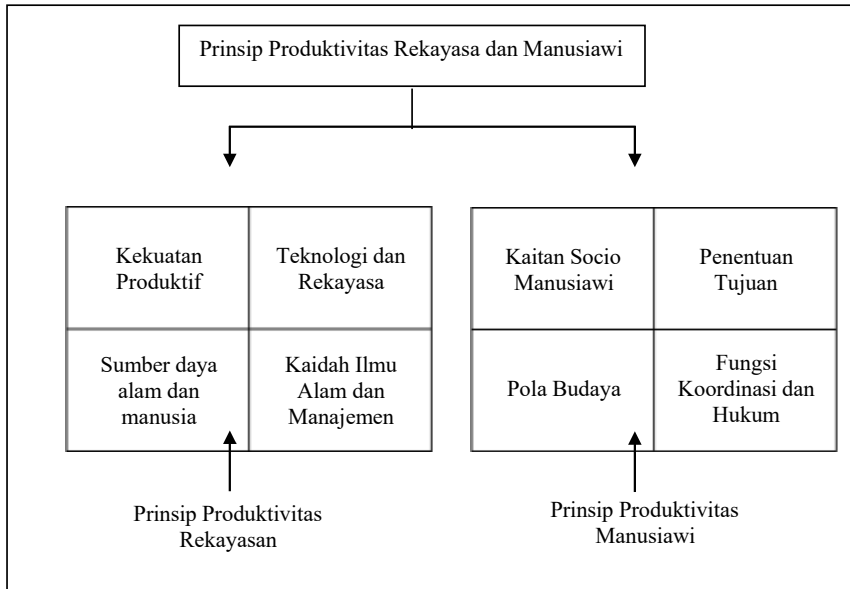 Prinsip Produktivitas Rekayasa dan Manusiawi
Kekuatan
Produktif
Teknologi dan
Rekayasa
Sumber daya
alam dan
manusia
Kaidah Ilmu
Alam dan
Manajemen
Kaitan Socio
Manusiawi
Penentuan
Tujuan
Pola Budaya
Fungsi
Koordinasi dan
Hukum
Prinsip Produktivitas
Rekayasan
Prinsip Produktivitas
Manusiawi